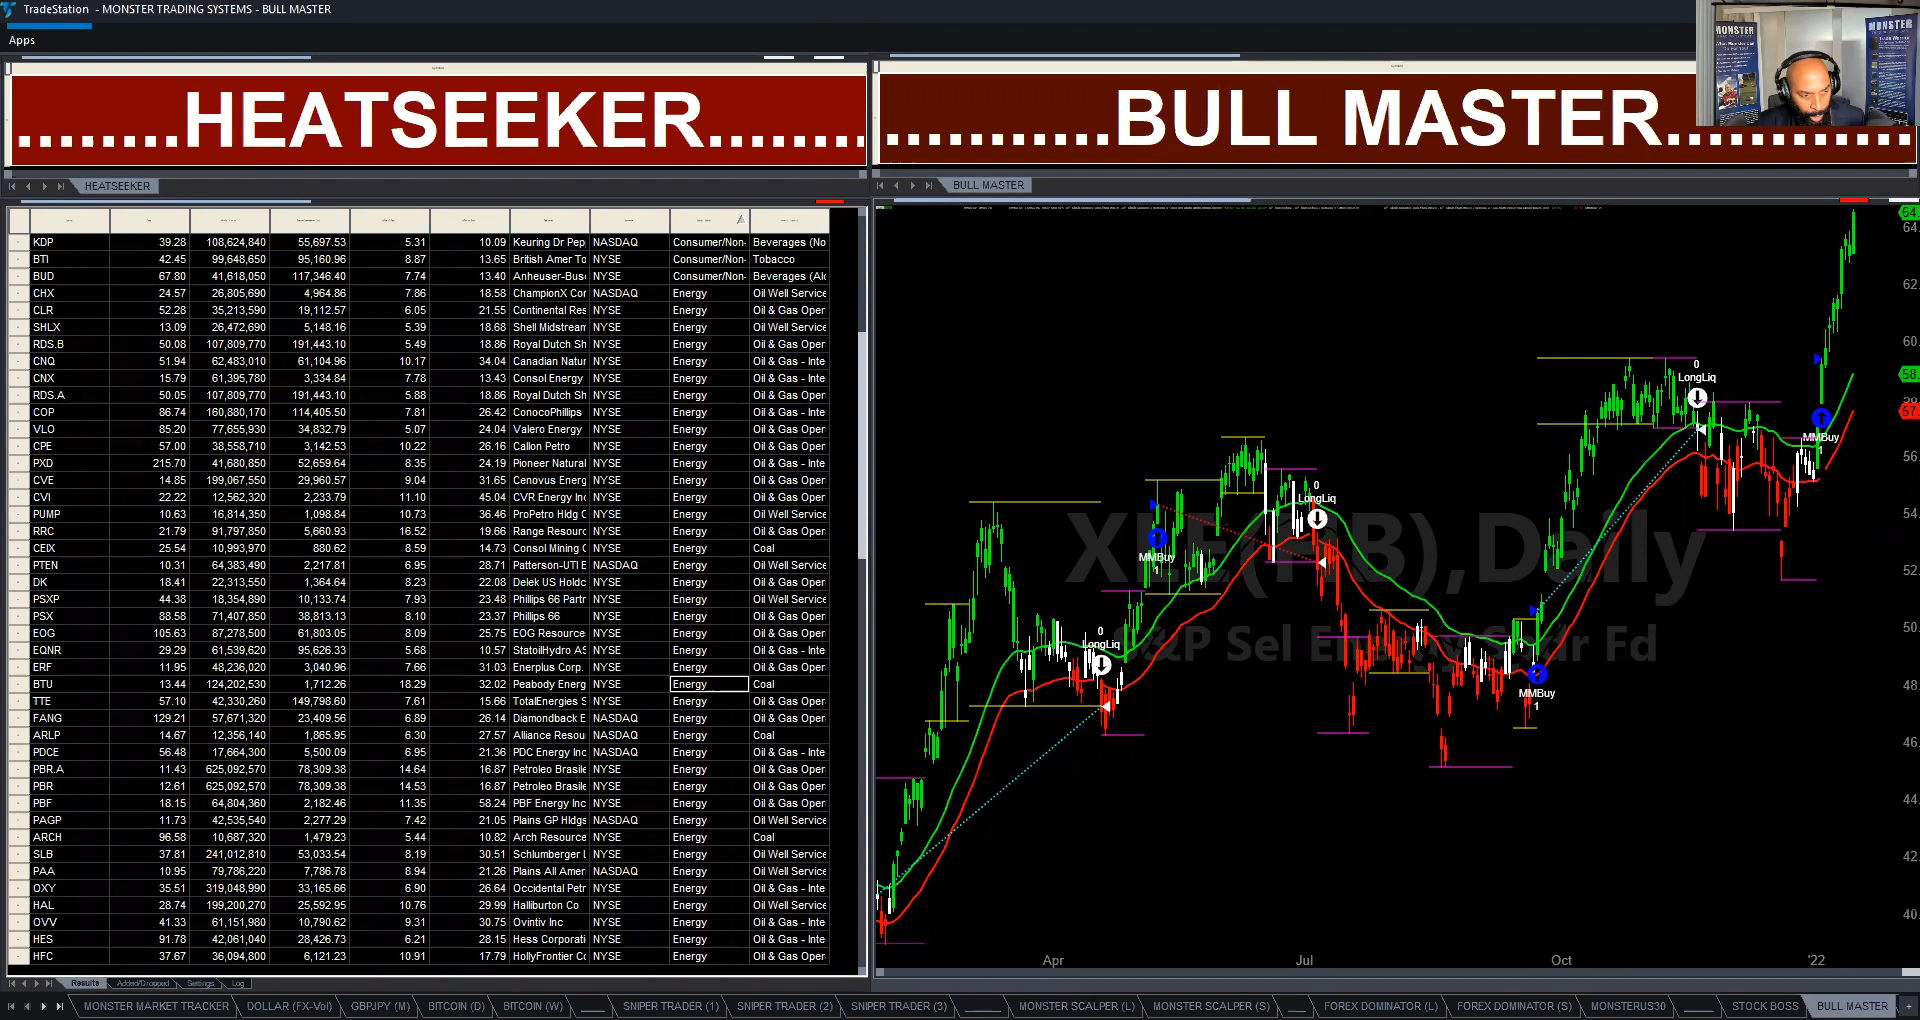 TradeStation - MONSTER TRADING SYSTEMS - BULL MASTER
Apps
........HEATSEEKER........
...........BULL MASTER............
MONSTER
MONSTER
HEATSEEKER
BULL MASTER
KDP 39.28 108,624,840 55,697.53 5.31 10.09 Keuring Dr Pep NASDAQ Consumer/Non- Beverages (No
BTI 42.45 99,648,650 95,160.96 8.87 13.65 British Amer To NYSE Consumer/Non- Tobacco
BUD 67.80 41,618,050 117,346.40 7.74 13.40 Anheuser-Bus NYSE Consumer/Non- Beverages (Alc
CHX 24.57 26,805,690 4,964.86 7.86 18.58 ChampionX Cor NASDAQ Energy Oil Well Service
CLR 52.28 35,213,590 19,112.57 6.05 21.55 Continental Res NYSE Energy Oil & Gas Oper
SHLX 13.09 26,472,690 5,148.16 5.39 18.68 Shell Midstream NYSE Energy Oil Well Service
RDS.B 50.08 107,809,770 191,443.10 5.49 18.86 Royal Dutch Sh NYSE Energy Oil & Gas Oper
CNQ 51.94 62,483,010 61,104.96 10.17 34.04 Canadian Natur NYSE Energy Oil & Gas - Inte
CNX 15.79 61,395,780 3,334.84 7.78 13.43 Consol Energy NYSE Energy Oil & Gas - Inte
RDS.A 50.05 107,809,770 191,443.10 5.88 18.86 Royal Dutch Sh NYSE Energy Oil & Gas Oper
COP 86.74 160,880,170 114,405.50 7.81 26.42 ConocoPhillips NYSE Energy Oil & Gas - Inte
VLO 85.20 77,655,930 34,832.79 5.07 24.04 Valero Energy NYSE Energy Oil & Gas Oper
CPE 57.00 38,558,710 3,142.53 10.22 26.16 Callon Petro NYSE Energy Oil & Gas Oper
PXD 215.70 41,680,850 52,659.64 8.35 24.19 Pioneer Natural NYSE Energy Oil & Gas - Inte
CVE 14.85 199,067,550 29,960.57 9.04 31.65 Cenovus Energ NYSE Energy Oil & Gas - Inte
CVI 22.22 12,562,320 2,233.79 11.10 45.04 CVR Energy Inc NYSE Energy Oil & Gas Oper
PUMP 10.63 16,814,350 1,098.84 10.73 36.46 ProPetro Hldg C NYSE Energy Oil Well Service
RRC 21.79 91,797,850 5,660.93 16.52 19.66 Range Resourc NYSE Energy Oil & Gas Oper
CEIX 25.54 10,993,970 880.62 8.59 14.73 Consol Mining C NYSE Energy Coal
PTEN 10.31 64,383,490 2,217.81 6.95 28.71 Patterson-UTI E NASDAQ Energy Oil Well Service
DK 18.41 22,313,550 1,364.64 8.23 22.08 Delek US Holdc NYSE Energy Oil & Gas Oper
PSXP 44.38 18,354,890 10,133.74 7.93 23.48 Phillips 66 Partr NYSE Energy Oil Well Service
PSX 88.58 71,407,850 38,813.13 8.10 23.37 Phillips 66 NYSE Energy Oil & Gas Oper
EOG 105.63 87,278,500 61,803.05 8.09 25.75 EOG Resource NYSE Energy Oil & Gas Oper
EQNR 29.29 61,539,620 95,626.33 5.68 10.57 StatoilHydro AS NYSE Energy Oil & Gas - Inte
ERF 11.95 48,236,020 3,040.96 7.66 31.03 Enerplus Corp. NYSE Energy Oil & Gas Oper
BTU 13.44 124,202,530 1,712.26 18.29 32.02 Peabody Energ NYSE Energy Coal
TTE 57.10 42,330,260 149,798.60 7.61 15.66 TotalEnergies S NYSE Energy Oil & Gas Oper
FANG 129.21 57,671,320 23,409.56 6.89 26.14 Diamondback E NASDAQ Energy Oil & Gas Oper
ARLP 14.67 12,356,140 1,865.95 6.30 27.57 Alliance Resou NASDAQ Energy Coal
PDCE 56.48 17,664,300 5,500.09 6.95 21.36 PDC Energy Inc NASDAQ Energy Oil & Gas - Inte
PBR.A 11.43 625,092,570 78,309.38 14.64 16.87 Petroleo Brasile NYSE Energy Oil & Gas Oper
PBR 12.61 625,092,570 78,309.38 14.53 16.87 Petroleo Brasile NYSE Energy Oil & Gas Oper
PBF 18.15 64,804,360 2,182.46 11.35 58.24 PBF Energy Inc NYSE Energy Oil & Gas Oper
PAGP 11.73 42,535,540 2,277.29 7.42 21.05 Plains GP Hldgs NASDAQ Energy Oil Well Service
ARCH 96.58 10,687,320 1,479.23 5.44 10.82 Arch Resource NYSE Energy Coal
SLB 37.81 241,012,810 53,033.54 8.19 30.51 Schlumberger L NYSE Energy Oil Well Service
PAA 10.95 79,786,220 7,786.78 8.94 21.26 Plains All Amer NASDAQ Energy Oil Well Service
OXY 35.51 319,048,990 33,165.66 6.90 26.64 Occidental Petr NYSE Energy Oil & Gas - Inte
HAL 28.74 199,200,270 25,592.95 10.76 29.99 Halliburton Co NYSE Energy Oil Well Service
OVV 41.33 61,151,980 10,790.62 9.31 30.75 Ovintiv Inc NYSE Energy Oil & Gas - Inte
HES 91.78 42,061,040 28,426.73 6.21 28.15 Hess Corporati NYSE Energy Oil & Gas - Inte
HFC 37.67 36,094,800 6,121.23 10.91 17.79 HollyFrontier Cc NYSE Energy Oil & Gas Oper
Results Added/Dropped Settings Log
S&P Sel Energy Spdr Fd
0
LongLiq
MMBuy
1
0
LongLiq
MMBuy
1
0
LongLiq
MMBuy
1
0
LongLiq
MMBuy
1
64.
64.
62.
60.
58.
57.
56.
54.
52.
50.
48.
46.
44.
42.
40.
Apr Jul Oct '22
MONSTER MARKET TRACKER DOLLAR (FX-Vol) GBPJPY (M) BITCOIN (D) BITCOIN (W) ____ SNIPER TRADER (1) SNIPER TRADER (2) SNIPER TRADER (3) ______ MONSTER SCALPER (L) MONSTER SCALPER (S) ___ FOREX DOMINATOR (L) FOREX DOMINATOR (S) MONSTERUS30 _____ STOCK BOSS BULL MASTER +